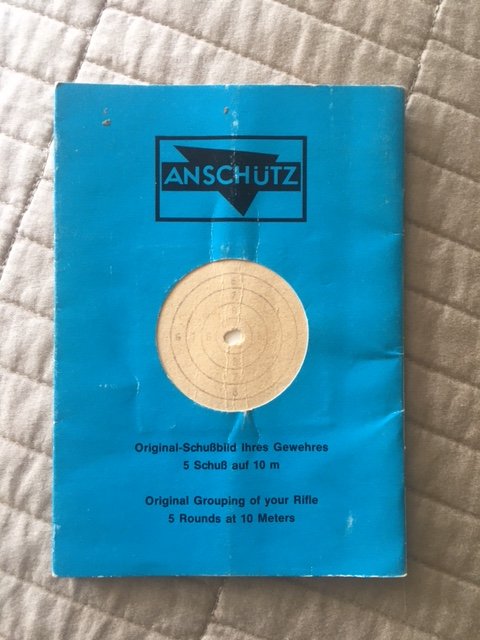 ANSCHÜTZ
Original-Schußbild Ihres Gewehres
5 Schuß auf 10 m
Original Grouping of your Rifle
5 Rounds at 10 Meters